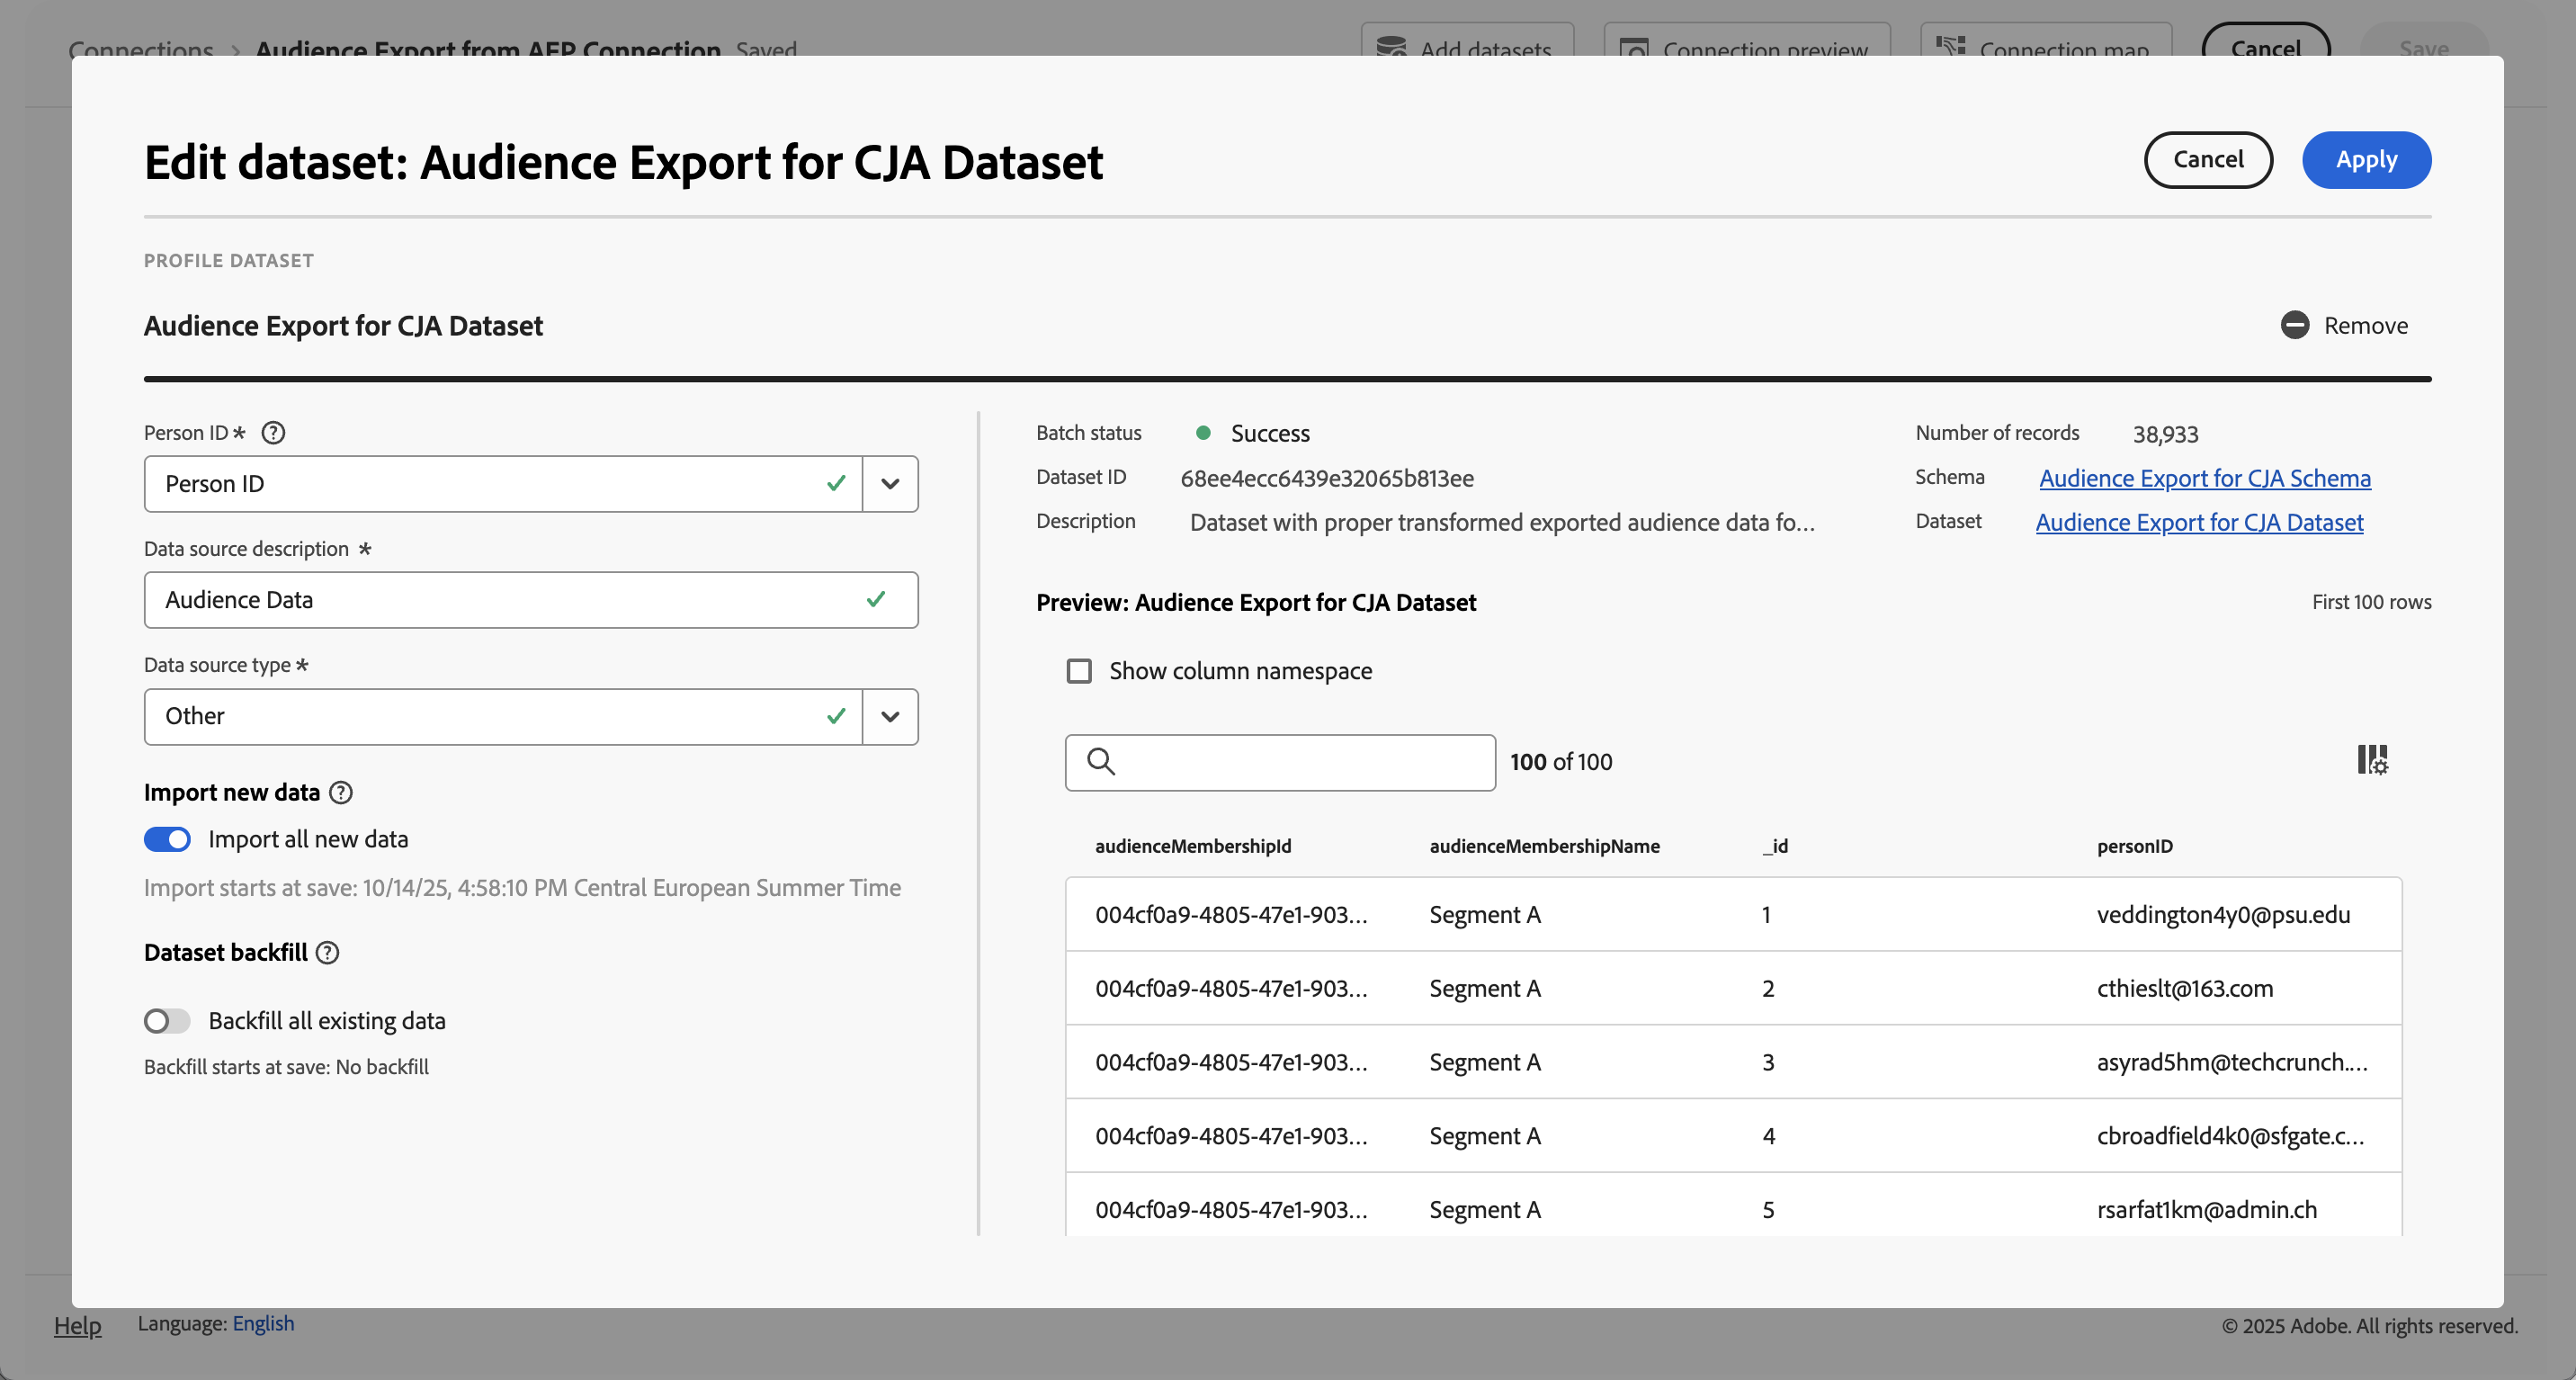 Connections > Audience Export from AEP Connection Saved
Add datasets
Connection preview
Connection map
Cancel
Save
Edit dataset: Audience Export for CJA Dataset
Cancel
Apply
PROFILE DATASET
Audience Export for CJA Dataset
Remove
Person ID *
Person ID
Data source description *
Audience Data
Data source type *
Other
Import new data
Import all new data
Import starts at save: 10/14/25, 4:58:10 PM Central European Summer Time
Dataset backfill
Backfill all existing data
Backfill starts at save: No backfill
Batch status Success
Dataset ID 68ee4ecc6439e32065b813ee
Description Dataset with proper transformed exported audience data fo...
Number of records 38,933
Schema Audience Export for CJA Schema
Dataset Audience Export for CJA Dataset
Preview: Audience Export for CJA Dataset
First 100 rows
Show column namespace
100 of 100
audienceMembershipId audienceMembershipName _id personID
004cf0a9-4805-47e1-903... Segment A 1 veddington4y0@psu.edu
004cf0a9-4805-47e1-903... Segment A 2 cthieslt@163.com
004cf0a9-4805-47e1-903... Segment A 3 asyrad5hm@techcrunch....
004cf0a9-4805-47e1-903... Segment A 4 cbroadfield4k0@sfgate.c...
004cf0a9-4805-47e1-903... Segment A 5 rsarfat1km@admin.ch
Help
Language: English
© 2025 Adobe. All rights reserved.